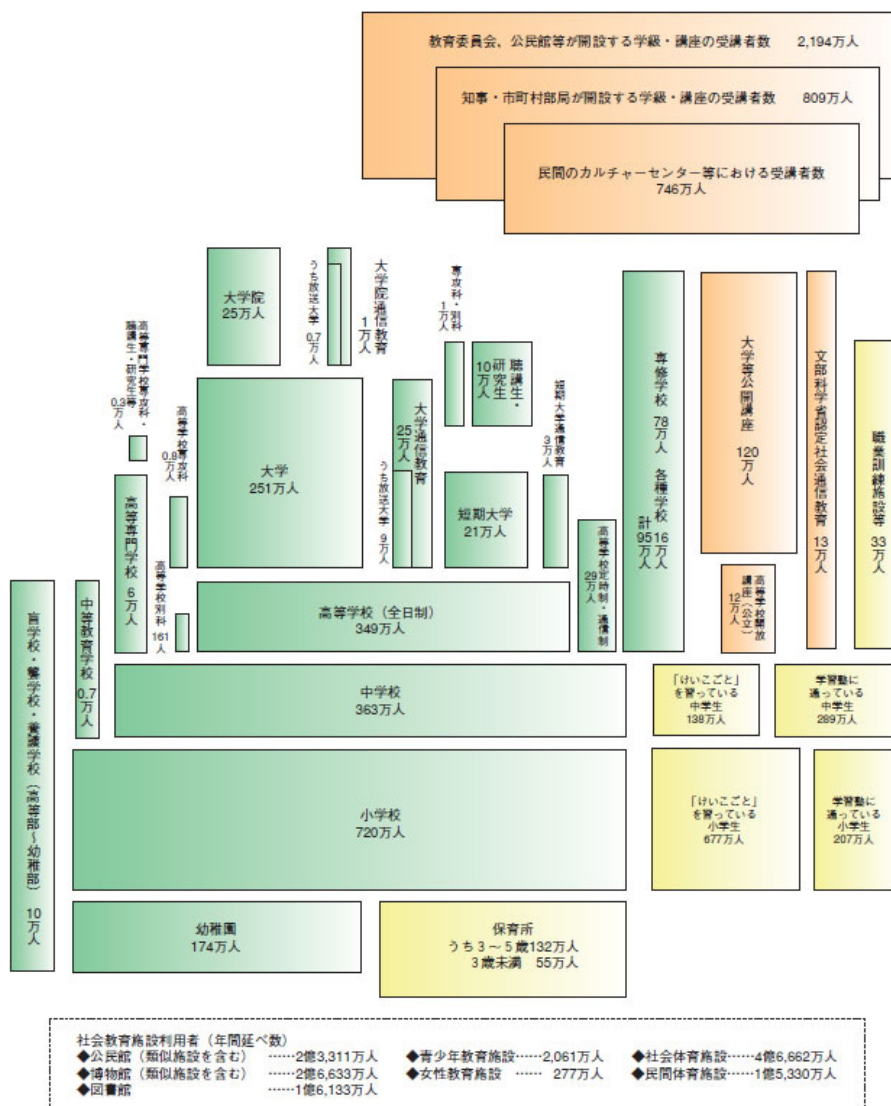 教育委員会、公民館等が開設する学級・講座の受講者数　2,194万人
知事・市町村部局が開設する学級・講座の受講者数　809万人
民間のカルチャーセンター等における受講者数
746万人
大学院
25万人
うち放送大学　0.7万人
大学院通信教育
1万人
専攻科・別科
1万人
聴講生・
研究生
10万人
高等専門学校専攻科・
聴講生・研究生等
0.3万人
高等学校専攻科
0.8万人
大学
251万人
大学通信教育
25万人
うち放送大学　9万人
短期大学
21万人
短期大学通信教育
3万人
専修学校　78万人　各種学校　16万人
計　95万人
大学等公開講座　120万人
文部科学省認定社会通信教育　13万人
職業訓練施設等　33万人
高等専門学校　6万人
高等学校別科
161人
高等学校（全日制）
349万人
高等学校定時制・通信制
29万人
高等学校開放
講座（公立）
12万人
盲学校・聾学校・養護学校（高等部～幼稚部）　10万人
中等教育学校　0.7万人
中学校
363万人
「けいこごと」
を習っている
中学生
138万人
学習塾に
通っている
中学生
289万人
小学校
720万人
「けいこごと」
を習っている
小学生
677万人
学習塾に
通っている
小学生
207万人
幼稚園
174万人
保育所
うち３～５歳132万人
３歳未満　55万人
社会教育施設利用者（年間延べ数）
◆公民館（類似施設を含む）　……2億3,311万人　◆青少年教育施設……2,061万人　◆社会体育施設……4億6,662万人
◆博物館（類似施設を含む）　……2億6,633万人　◆女性教育施設　……　277万人　◆民間体育施設……1億5,330万人
◆図書館　……1億6,133万人